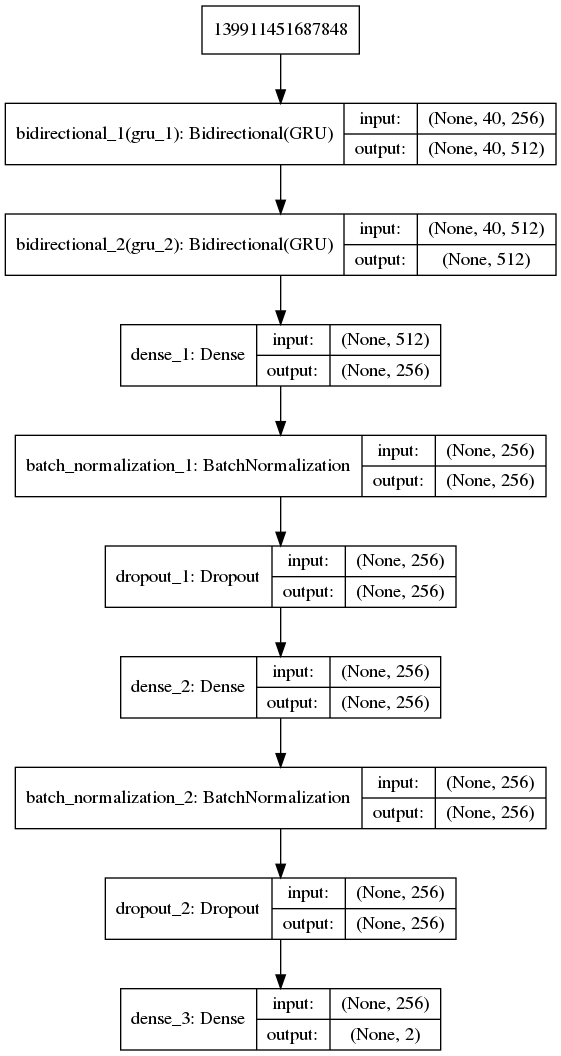 139911451687848
bidirectional_1(gru_1): Bidirectional(GRU)
input: (None, 40, 256)
output: (None, 40, 512)
bidirectional_2(gru_2): Bidirectional(GRU)
input: (None, 40, 512)
output: (None, 512)
dense_1: Dense
input: (None, 512)
output: (None, 256)
batch_normalization_1: BatchNormalization
input: (None, 256)
output: (None, 256)
dropout_1: Dropout
input: (None, 256)
output: (None, 256)
dense_2: Dense
input: (None, 256)
output: (None, 256)
batch_normalization_2: BatchNormalization
input: (None, 256)
output: (None, 256)
dropout_2: Dropout
input: (None, 256)
output: (None, 256)
dense_3: Dense
input: (None, 256)
output: (None, 2)